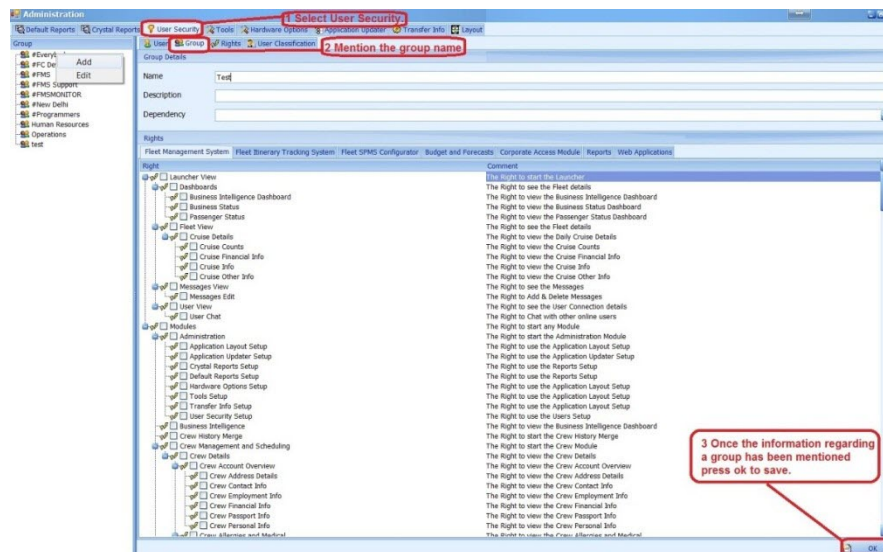 Administration
1 Select User Security.
Default Reports Crystal Reports User Security Tools Hardware Options Application Updater Transfer Info Layout
Group
User Group Rights User Classification
2 Mention the group name
#Everybody
Add
#FC De
Edit
#FMS
#FMS Support
#FMSMONITOR
#New Delhi
#Programmers
Human Resources
Operations
test
Group Details
Name Test
Description
Dependency
Rights
Fleet Management System Fleet Itinerary Tracking System Fleet SPMS Configurator Budget and Forecasts Corporate Access Module Reports Web Applications
Right Comment
Launcher View The Right to start the Launcher
Dashboards The Right to see the Fleet details
Business Intelligence Dashboard The Right to view the Business Intelligence Dashboard
Business Status The Right to view the Business Status Dashboard
Passenger Status The Right to view the Passenger Status Dashboard
Fleet View The Right to see the Fleet details
Cruise Details The Right to view the Daily Cruise Details
Cruise Counts The Right to view the Cruise Counts
Cruise Financial Info The Right to view the Cruise Financial Info
Cruise Info The Right to view the Cruise Info
Cruise Other Info The Right to view the Cruise Other Info
Messages View The Right to see the Messages
Messages Edit The Right to Add & Delete Messages
User View The Right to see the User Connection details
User Chat The Right to Chat with other online users
Modules The Right to start any Module
Administration The Right to start the Administration Module
Application Layout Setup The Right to use the Application Layout Setup
Application Updater Setup The Right to use the Application Updater Setup
Crystal Reports Setup The Right to use the Reports Setup
Default Reports Setup The Right to use the Reports Setup
Hardware Options Setup The Right to use the Application Layout Setup
Tools Setup The Right to use the Application Layout Setup
Transfer Info Setup The Right to use the Application Layout Setup
User Security Setup The Right to use the Users Setup
Business Intelligence The Right to view the Business Intelligence Dashboard
Crew History Merge The Right to start the Crew History Merge
Crew Management and Scheduling The Right to start the Crew Module
Crew Details The Right to view the Crew Details
Crew Account Overview The Right to view the Crew Account Overview
Crew Address Details The Right to view the Crew Address Details
Crew Contact Info The Right to view the Crew Contact Info
Crew Employment Info The Right to view the Crew Employment Info
Crew Financial Info The Right to view the Crew Financial Info
Crew Passport Info The Right to view the Crew Passport Info
Crew Personal Info The Right to view the Crew Personal Info
Crew Allergies and Medical The Right to view the Crew Allergies and Medical
3 Once the information regarding
a group has been mentioned
press ok to save.
OK